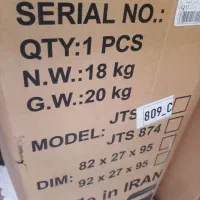 SERIAL NO.:
QTY:1 PCS
N.W.:18 kg
G.W.:20 kg
JTS 809_C
MODEL: JTS 874
82 x 27 x 95
DIM: 92 x 27 x 95
in IRAN